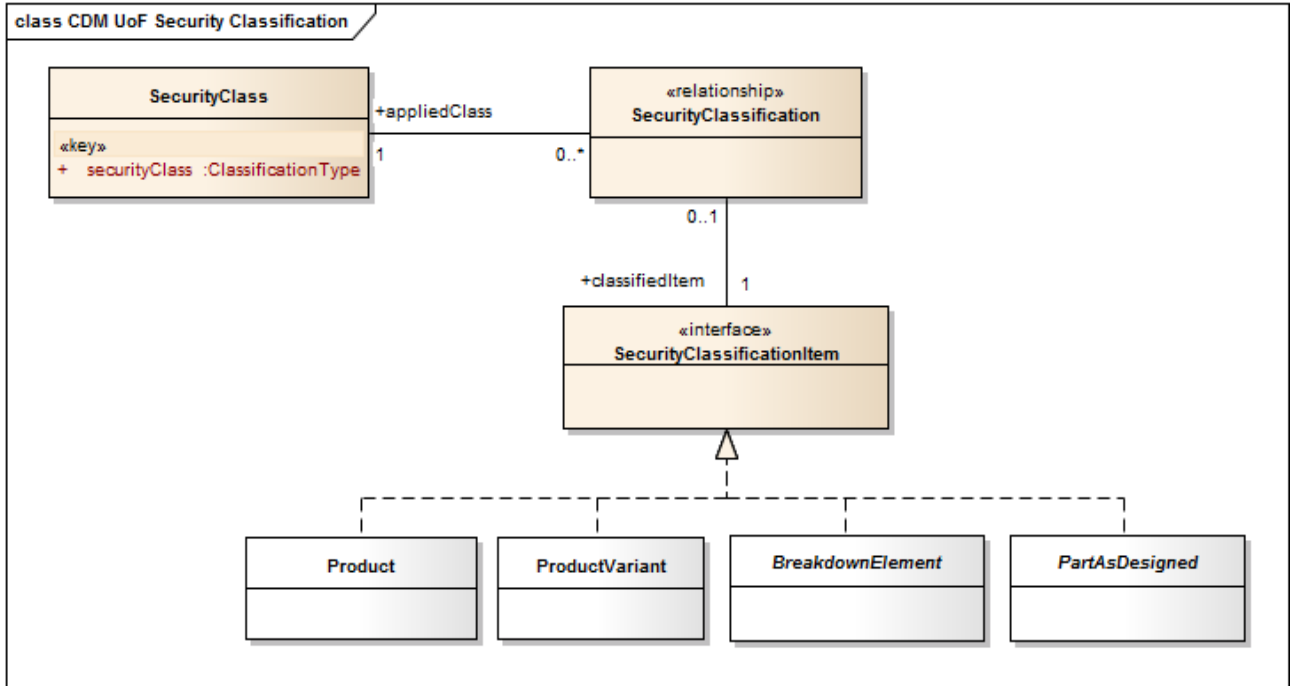 class CDM UoF Security Classification
SecurityClass
«key»
+ securityClass :ClassificationType
+appliedClass
1
0..*
«relationship»
SecurityClassification
0..1
+classifiedItem
1
«interface»
SecurityClassificationItem
Product
ProductVariant
BreakdownElement
PartAsDesigned